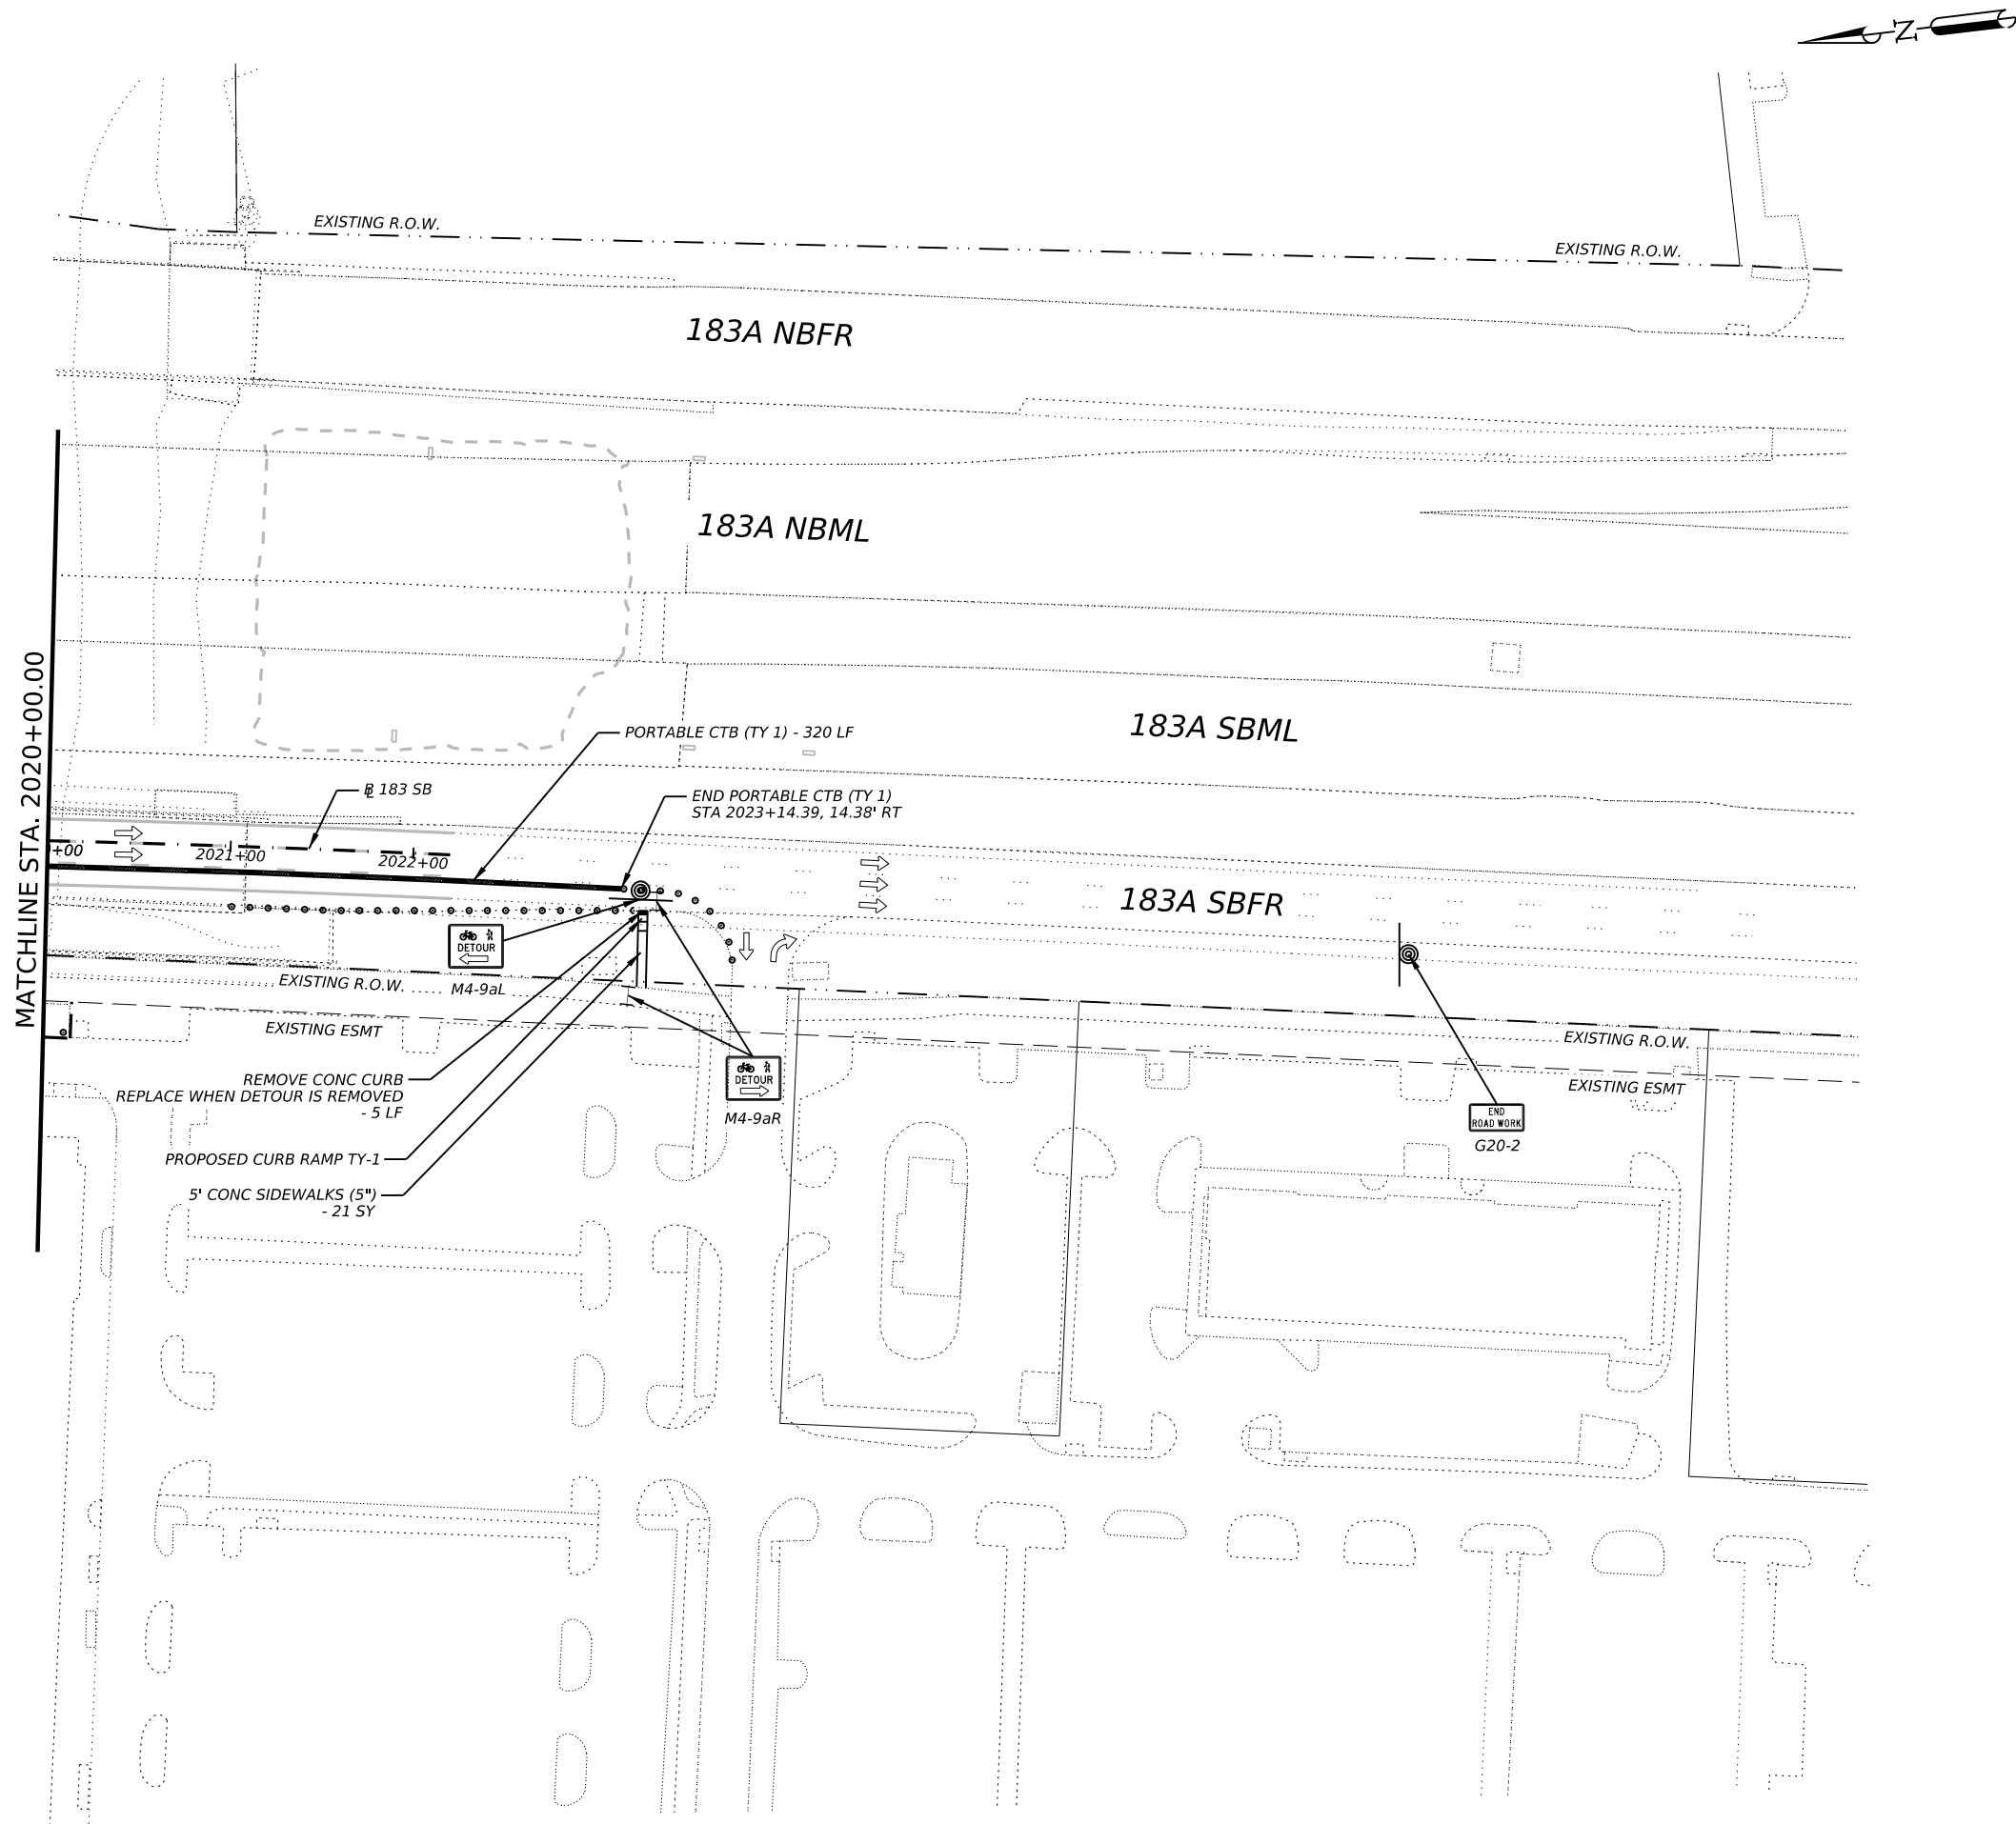 N
EXISTING R.O.W.
EXISTING R.O.W.
183A NBFR
183A NBML
MATCHLINE STA. 2020+00.00
183A SBML
PORTABLE CTB (TY 1) - 320 LF
BL 183 SB
END PORTABLE CTB (TY 1)
STA 2023+14.39, 14.38' RT
+00
2021+00
2022+00
183A SBFR
DETOUR
M4-9aL
EXISTING R.O.W.
EXISTING ESMT
EXISTING R.O.W.
EXISTING ESMT
REMOVE CONC CURB
REPLACE WHEN DETOUR IS REMOVED
- 5 LF
DETOUR
M4-9aR
END
ROAD WORK
G20-2
PROPOSED CURB RAMP TY-1
5' CONC SIDEWALKS (5")
- 21 SY